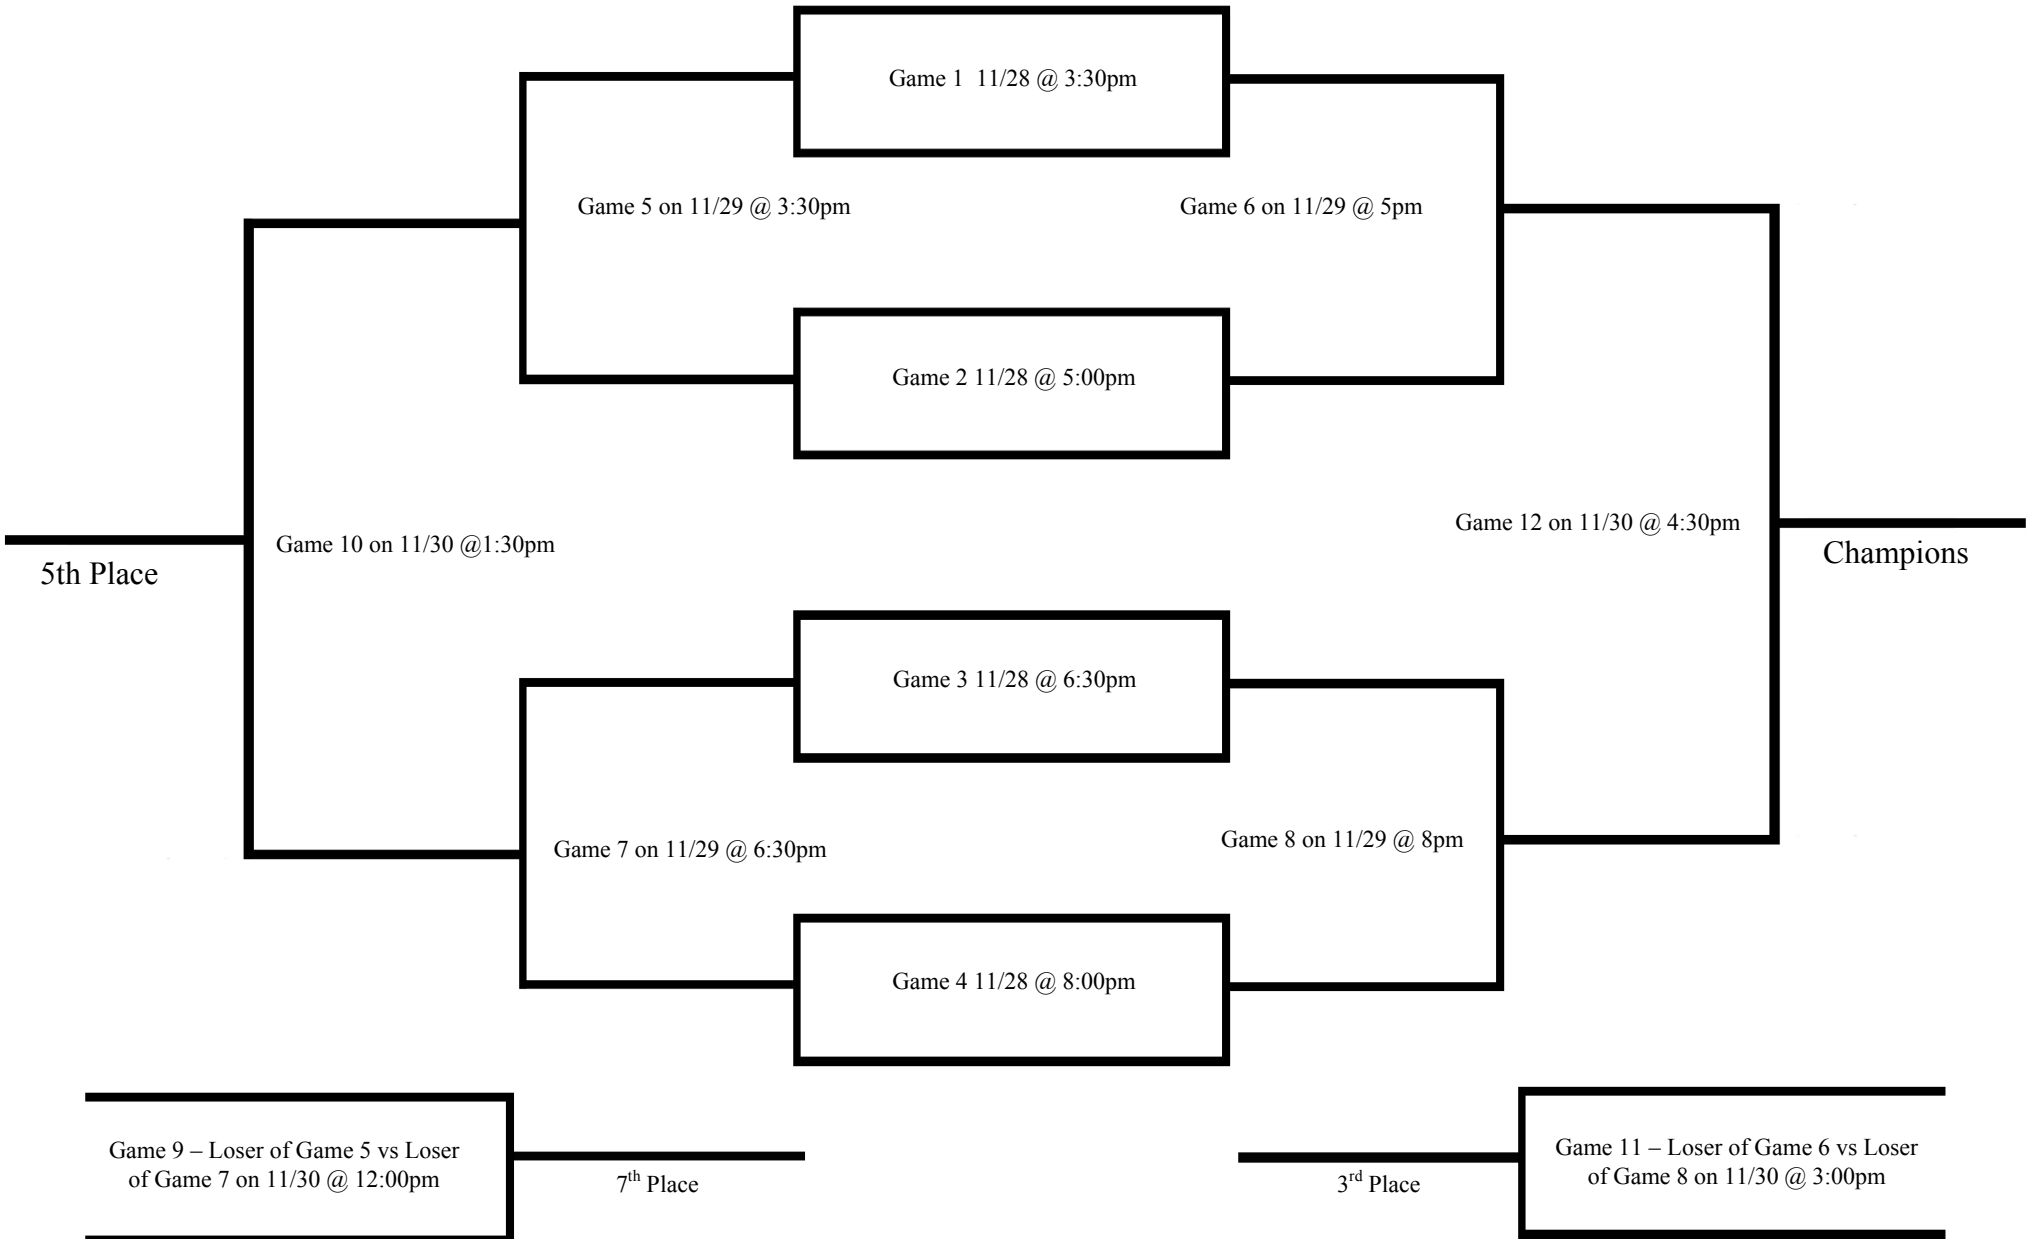 Game 1  11/28 @ 3:30pm
Game 5 on 11/29 @ 3:30pm
Game 6 on 11/29 @ 5pm
Game 2 11/28 @ 5:00pm
Game 12 on 11/30 @ 4:30pm
Champions
Game 10 on 11/30 @1:30pm
5th Place
Game 3 11/28 @ 6:30pm
Game 7 on 11/29 @ 6:30pm
Game 8 on 11/29 @ 8pm
Game 4 11/28 @ 8:00pm
Game 9 – Loser of Game 5 vs Loser
of Game 7 on 11/30 @ 12:00pm
7th Place
3rd Place
Game 11 – Loser of Game 6 vs Loser
of Game 8 on 11/30 @ 3:00pm